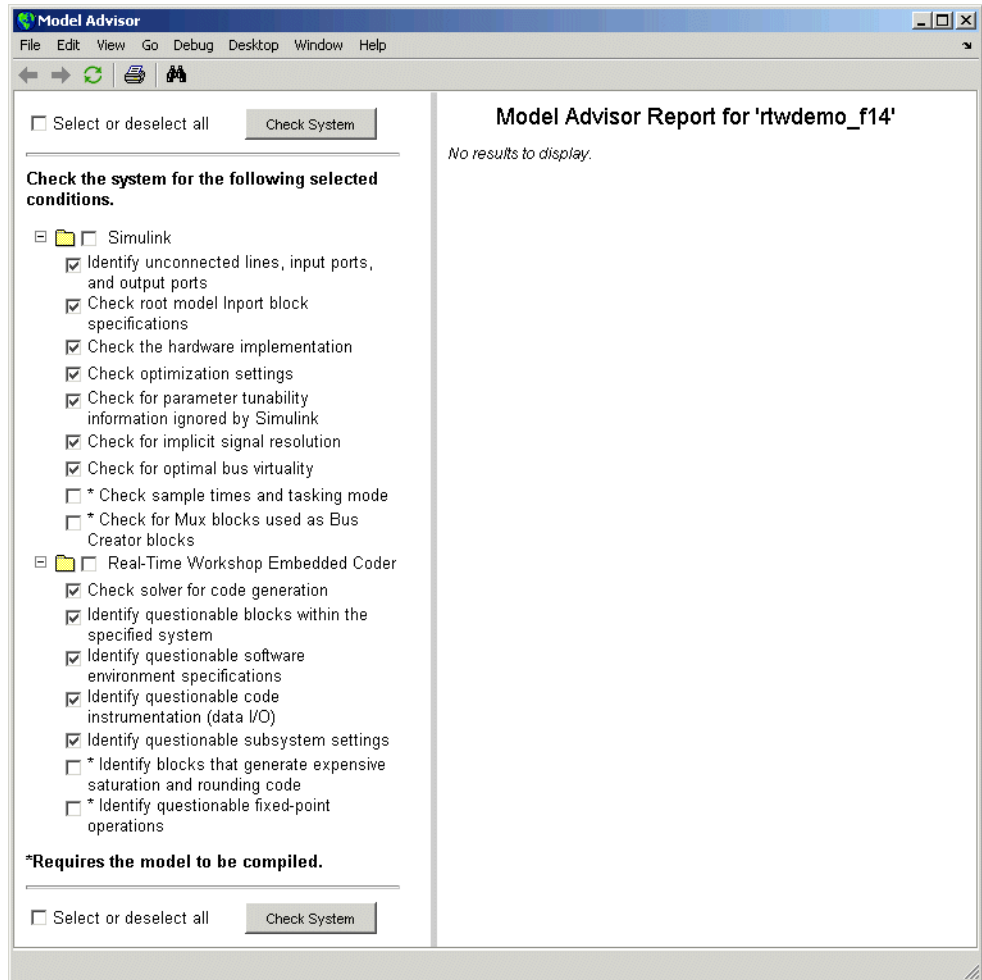 Model Advisor
File Edit View Go Debug Desktop Window Help
Select or deselect all Check System
Check the system for the following selected
conditions.
Simulink
Identify unconnected lines, input ports,
and output ports
Check root model Inport block
specifications
Check the hardware implementation
Check optimization settings
Check for parameter tunability
information ignored by Simulink
Check for implicit signal resolution
Check for optimal bus virtuality
* Check sample times and tasking mode
* Check for Mux blocks used as Bus
Creator blocks
Real-Time Workshop Embedded Coder
Check solver for code generation
Identify questionable blocks within the
specified system
Identify questionable software
environment specifications
Identify questionable code
instrumentation (data I/O)
Identify questionable subsystem settings
* Identify blocks that generate expensive
saturation and rounding code
* Identify questionable fixed-point
operations
*Requires the model to be compiled.
Select or deselect all Check System
Model Advisor Report for 'rtwdemo_f14'
No results to display.